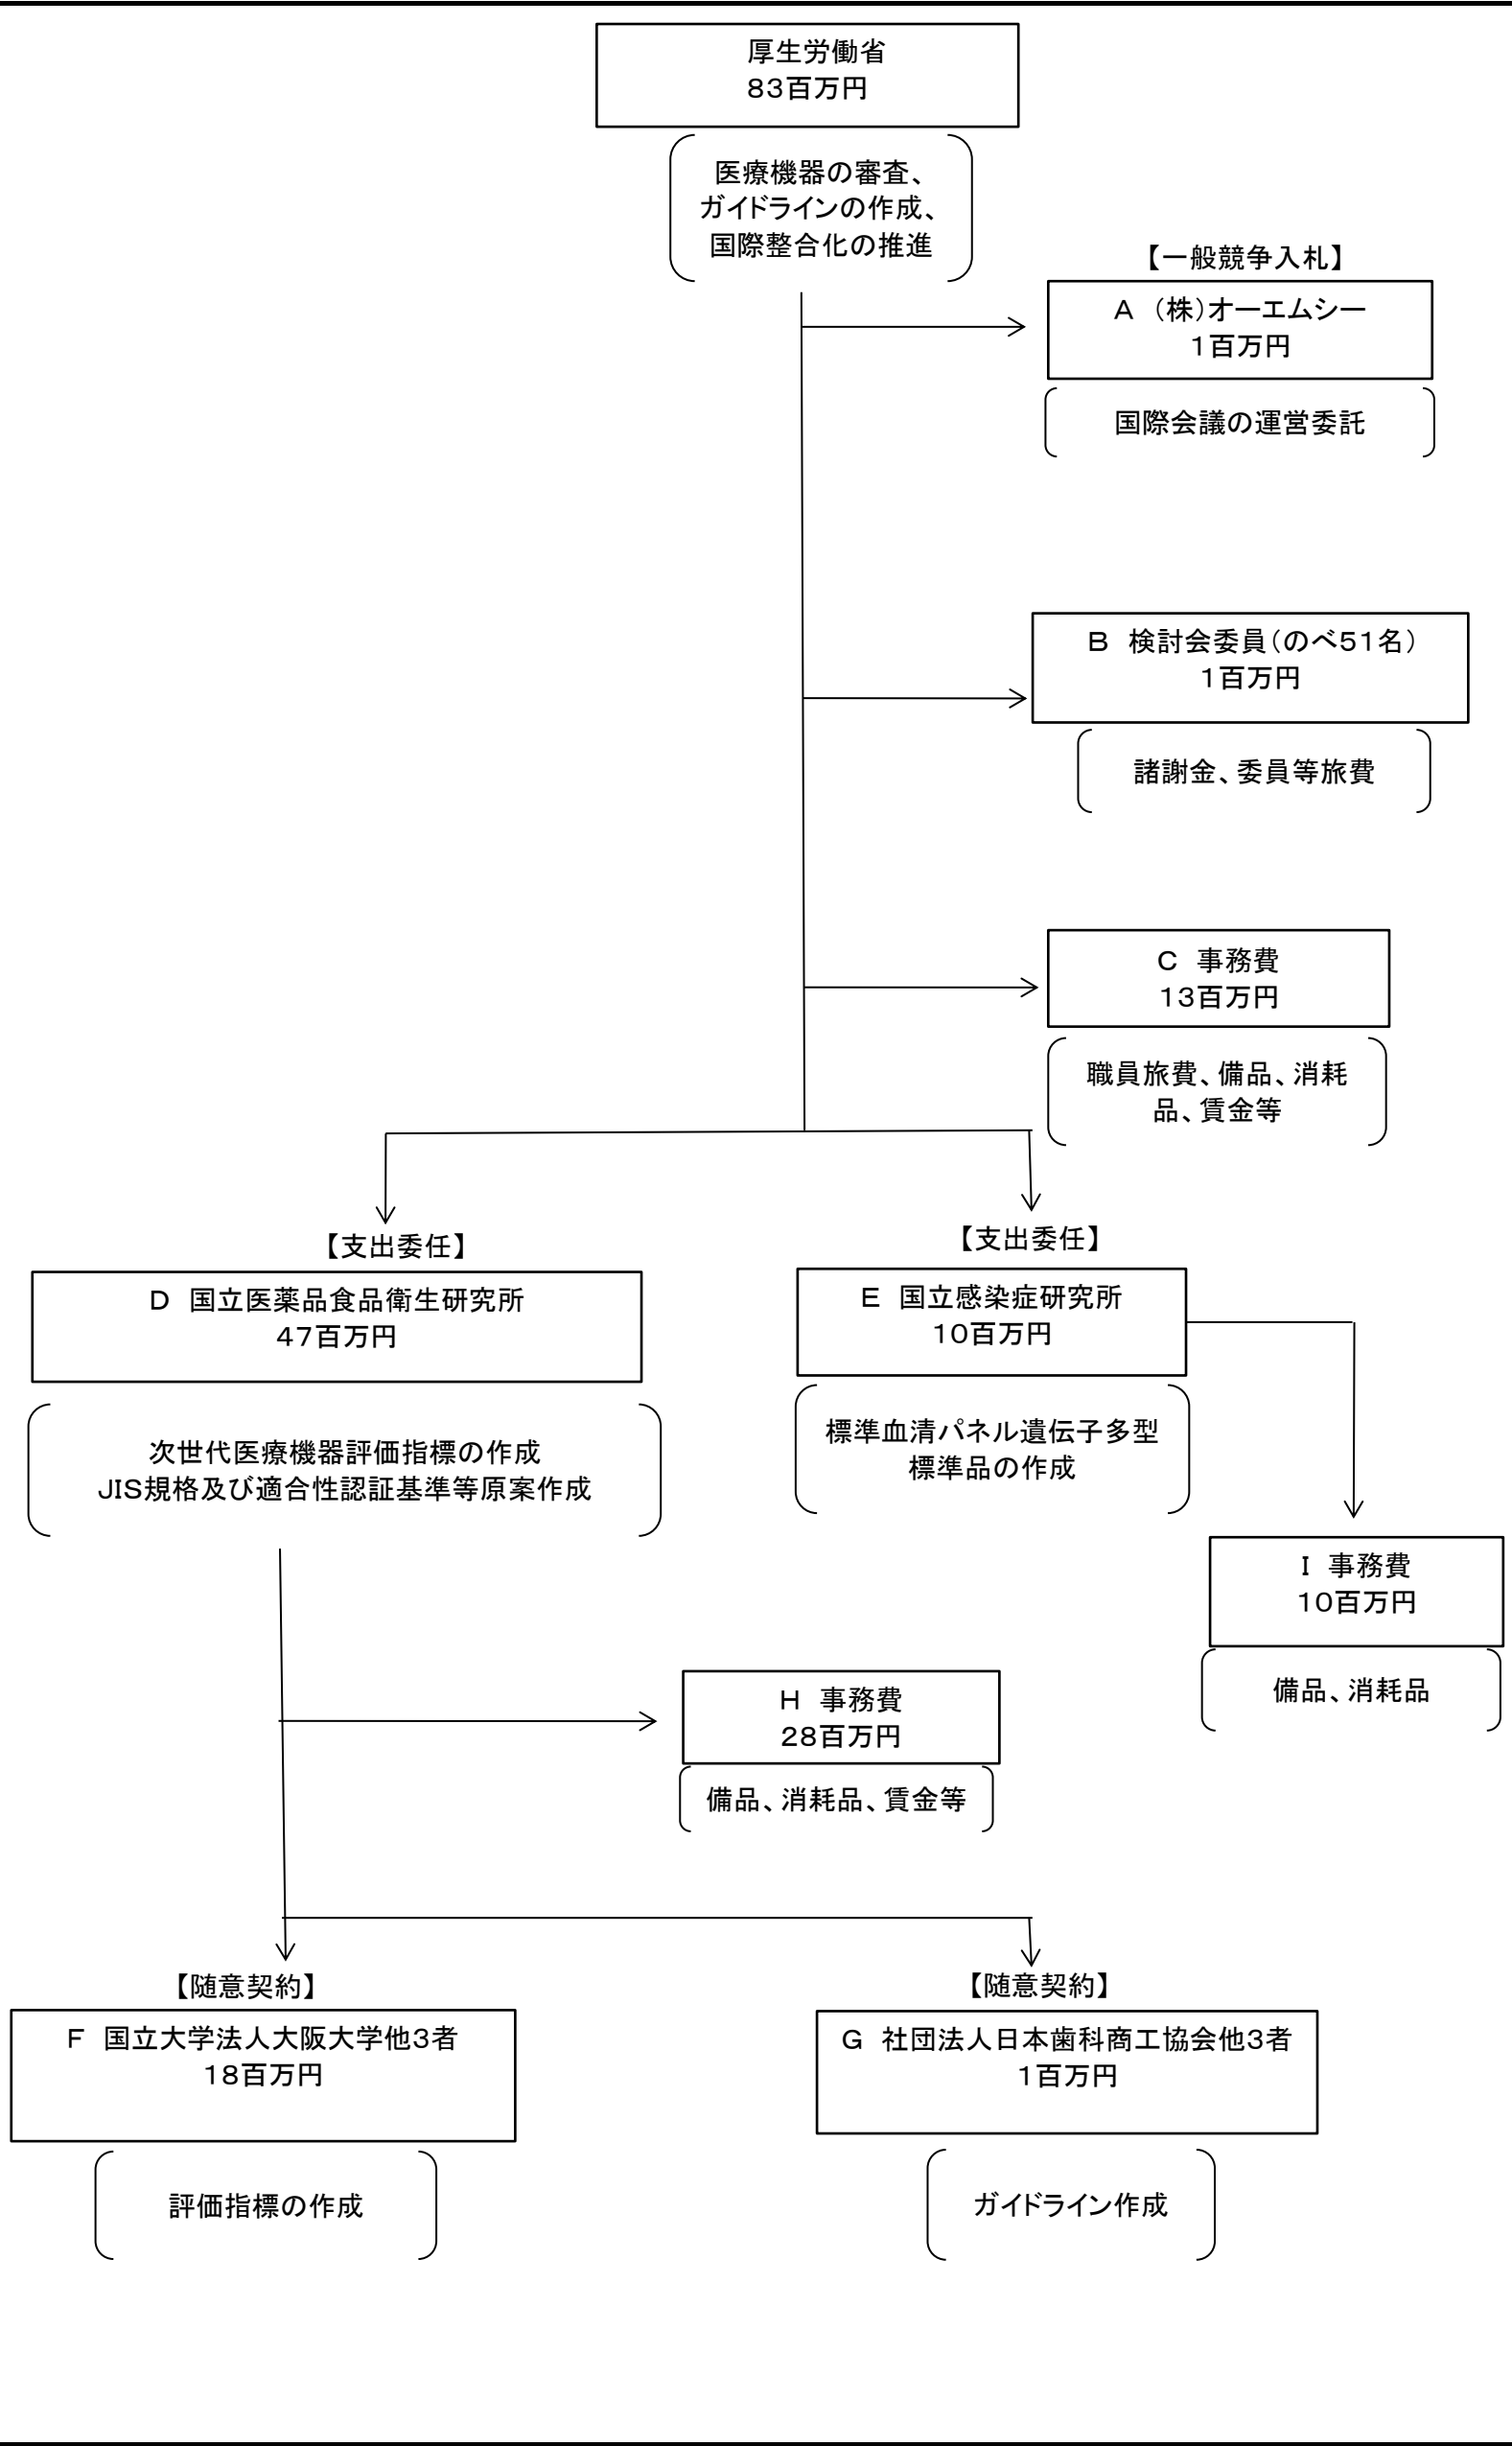 厚生労働省
83百万円
医療機器の審査、
ガイドラインの作成、
国際整合化の推進
【一般競争入札】
A （株）オーエムシー
1百万円
国際会議の運営委託
B 検討会委員（のべ51名）
1百万円
諸謝金、委員等旅費
C 事務費
13百万円
職員旅費、備品、消耗
品、賃金等
【支出委任】
D 国立医薬品食品衛生研究所
47百万円
次世代医療機器評価指標の作成
JIS規格及び適合性認証基準等原案作成
【支出委任】
E 国立感染症研究所
10百万円
標準血清パネル遺伝子多型
標準品の作成
I 事務費
10百万円
備品、消耗品
H 事務費
28百万円
備品、消耗品、賃金等
【随意契約】
F 国立大学法人大阪大学他3者
18百万円
評価指標の作成
【随意契約】
G 社団法人日本歯科商工協会他3者
1百万円
ガイドライン作成